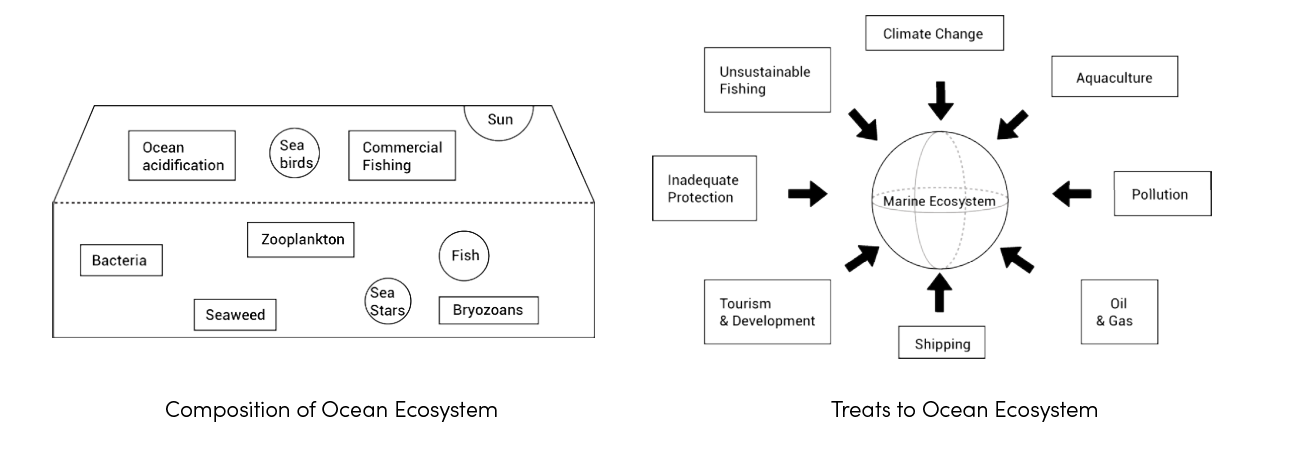 Sun
Ocean
acidification
Sea
birds
Commercial
Fishing
Zooplankton
Bacteria
Fish
Sea
Stars
Seaweed
Bryozoans
Composition of Ocean Ecosystem
Climate Change
Unsustainable
Fishing
Aquaculture
Inadequate
Protection
Marine Ecosystem
Pollution
Tourism
& Development
Oil
& Gas
Shipping
Treats to Ocean Ecosystem